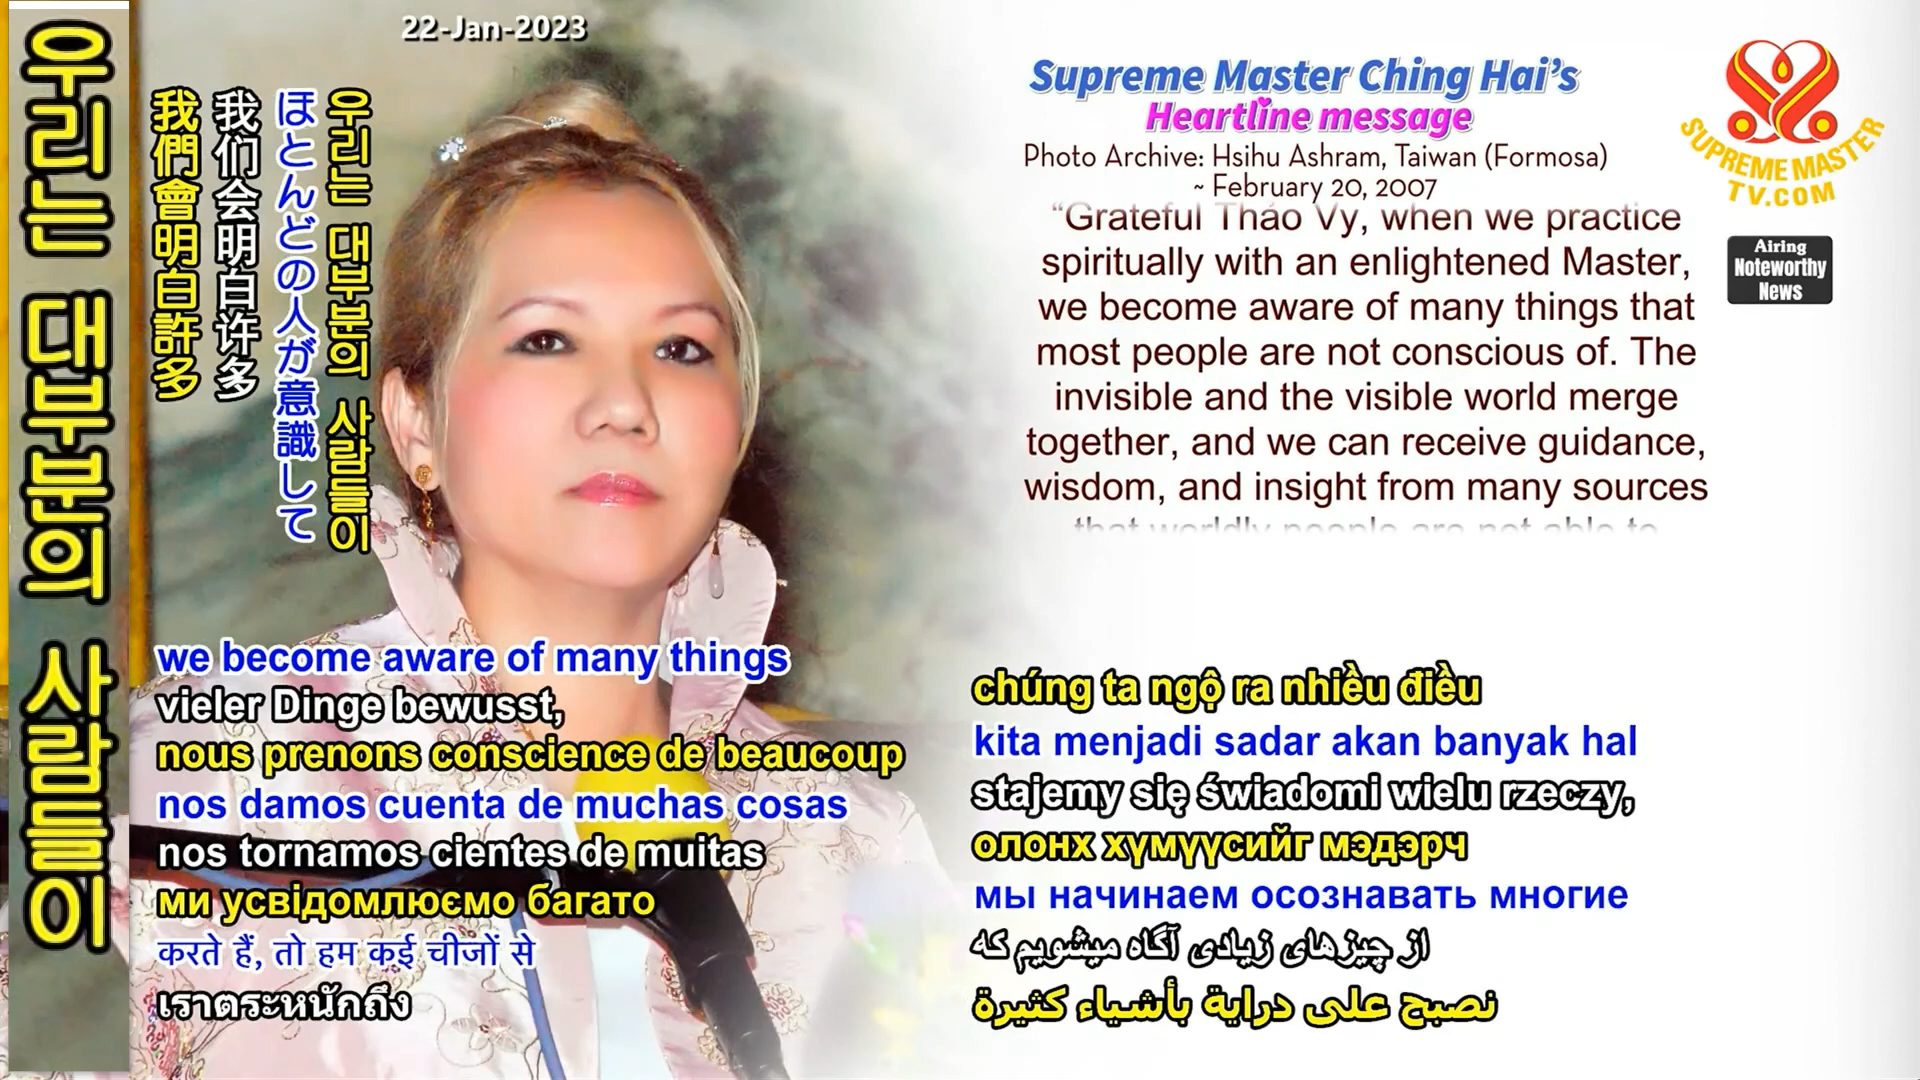 22-Jan-2023
우리는 대부분의 사람들이
我們會明白許多
我们会明白许多
ほとんどの人が意識して
우리는 대부분의 사람들이
Supreme Master Ching Hai's
Heartline message
Photo Archive: Hsihu Ashram, Taiwan (Formosa)
~ February 20, 2007
“Grateful Thảo Vy, when we practice
spiritually with an enlightened Master,
we become aware of many things that
most people are not conscious of. The
invisible and the visible world merge
together, and we can receive guidance,
wisdom, and insight from many sources
that worldly people are not able to
SUPREME MASTER
TV.COM
Airing
Noteworthy
News
we become aware of many things
vieler Dinge bewusst,
nous prenons conscience de beaucoup
nos damos cuenta de muchas cosas
nos tornamos cientes de muitas
ми усвідомлюємо багато
करते हैं, तो हम कई चीजों से
เราตระหนักถึง
chúng ta ngộ ra nhiều điều
kita menjadi sadar akan banyak hal
stajemy się świadomi wielu rzeczy,
олонх хүмүүсийг мэдэрч
мы начинаем осознавать многие
از چیزهای زیادی آگاه میشویم که
نصبح على دراية بأشياء كثيرة